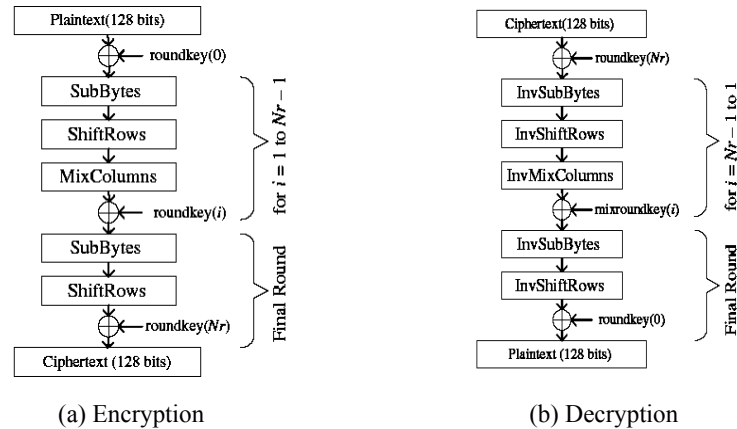 Plaintext(128 bits)
roundkey(0)
SubBytes
ShiftRows
MixColumns
roundkey(i)
for i = 1 to Nr − 1
SubBytes
ShiftRows
roundkey(Nr)
Final Round
Ciphertext (128 bits)
(a) Encryption
Ciphertext(128 bits)
roundkey(Nr)
InvSubBytes
InvShiftRows
InvMixColumns
mixroundkey(i)
for i = Nr − 1 to 1
InvSubBytes
InvShiftRows
roundkey(0)
Final Round
Plaintext (128 bits)
(b) Decryption